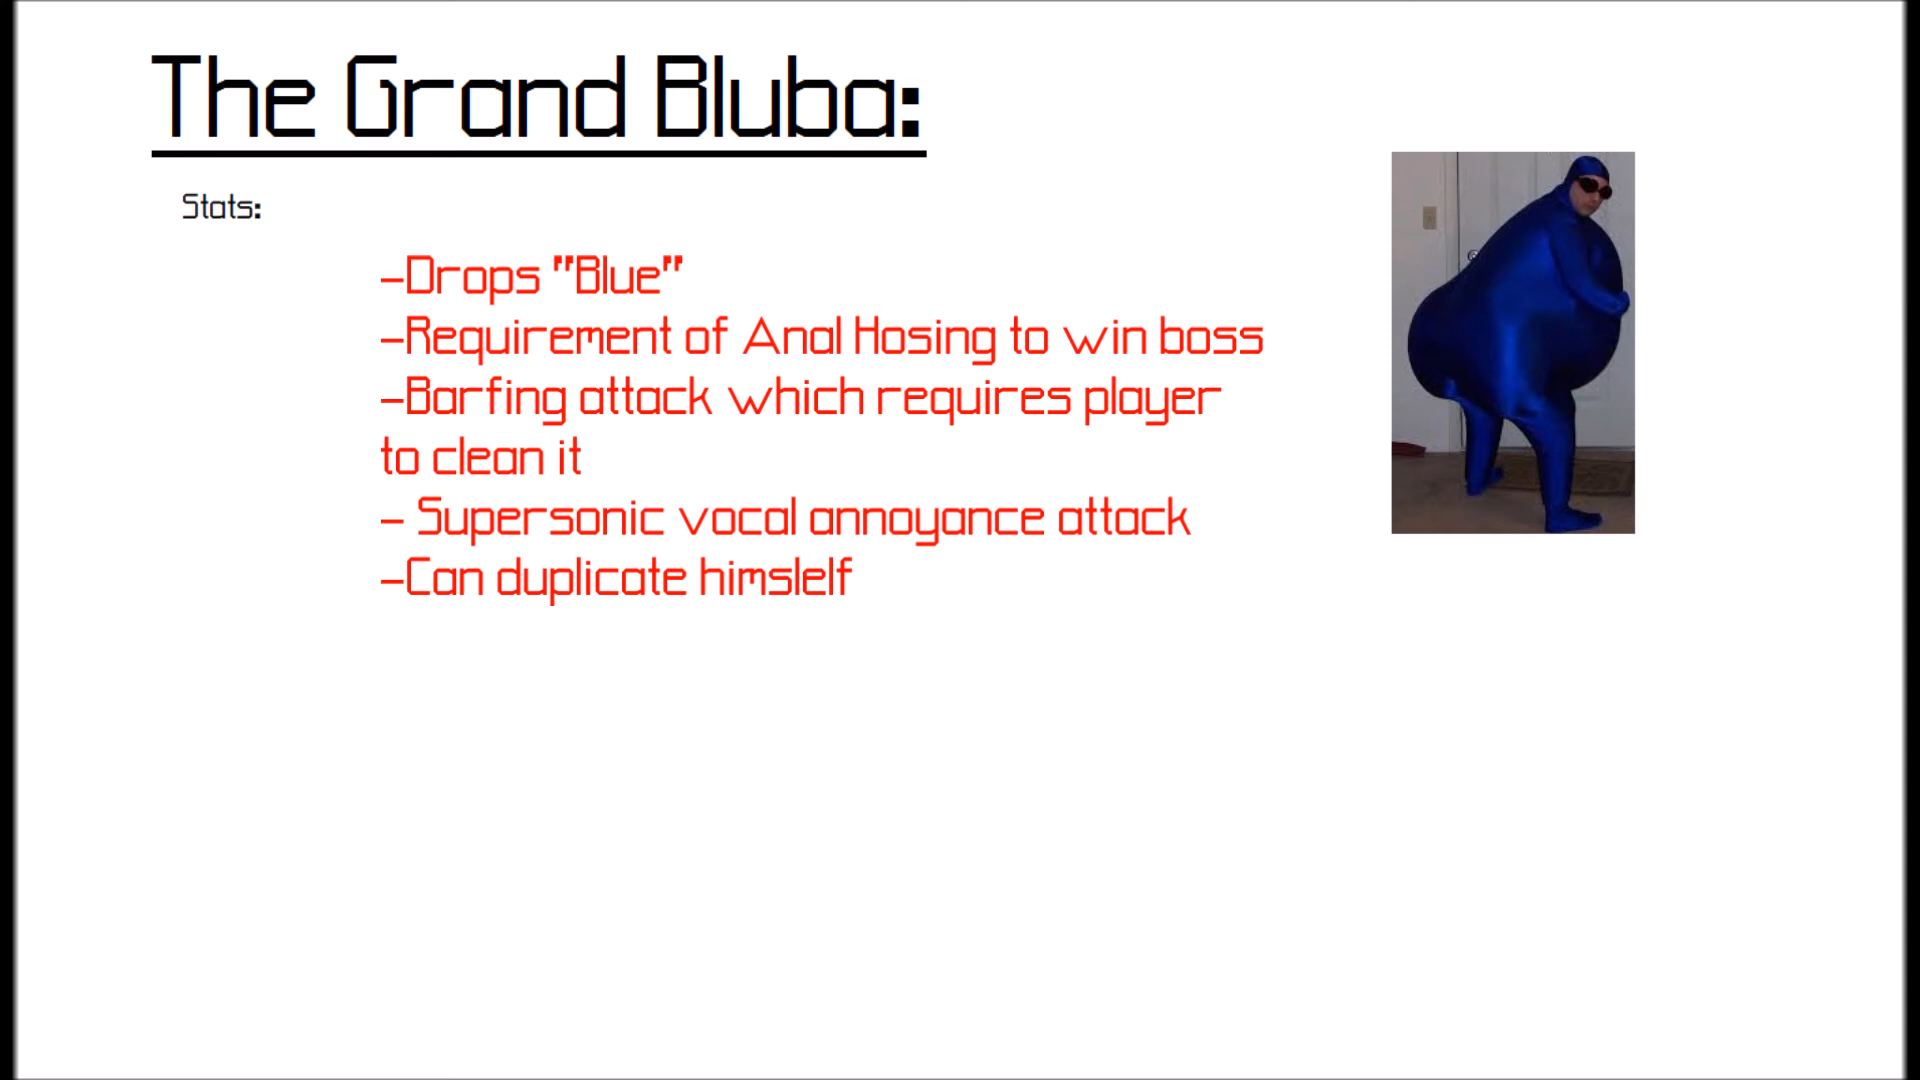 The Grand Bluba:
Stats:
-Drops "Blue"
-Requirement of Anal Hosing to win boss
-Barfing attack which requires player
to clean it
- Supersonic vocal annoyance attack
-Can duplicate himslelf